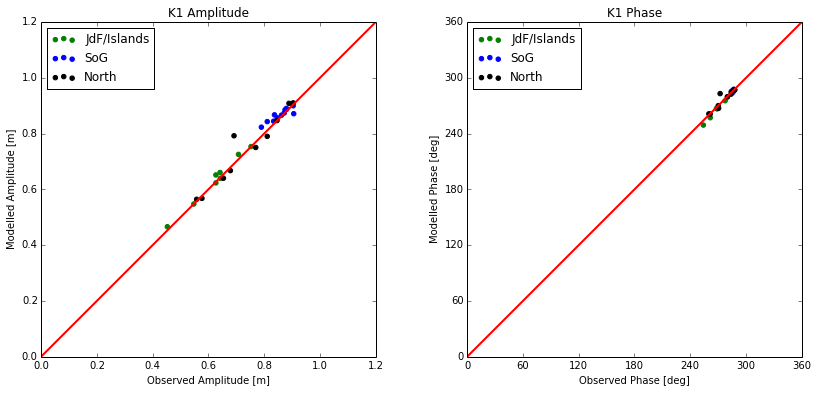 K1 Amplitude
JdF/Islands
SoG
North
1.2
1.0
0.8
0.6
0.4
0.2
0.0
Modelled Amplitude [m]
0.0 0.2 0.4 0.6 0.8 1.0 1.2
Observed Amplitude [m]
K1 Phase
JdF/Islands
SoG
North
360
300
240
180
120
60
0
Modelled Phase [deg]
0 60 120 180 240 300 360
Observed Phase [deg]